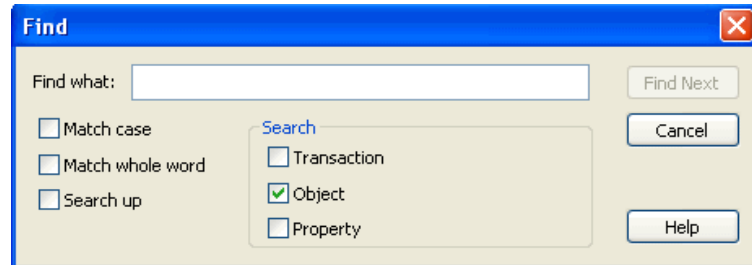 Find
Find what:
Find Next
Match case
Search
Cancel
Transaction
Match whole word
Object
Search up
Property
Help